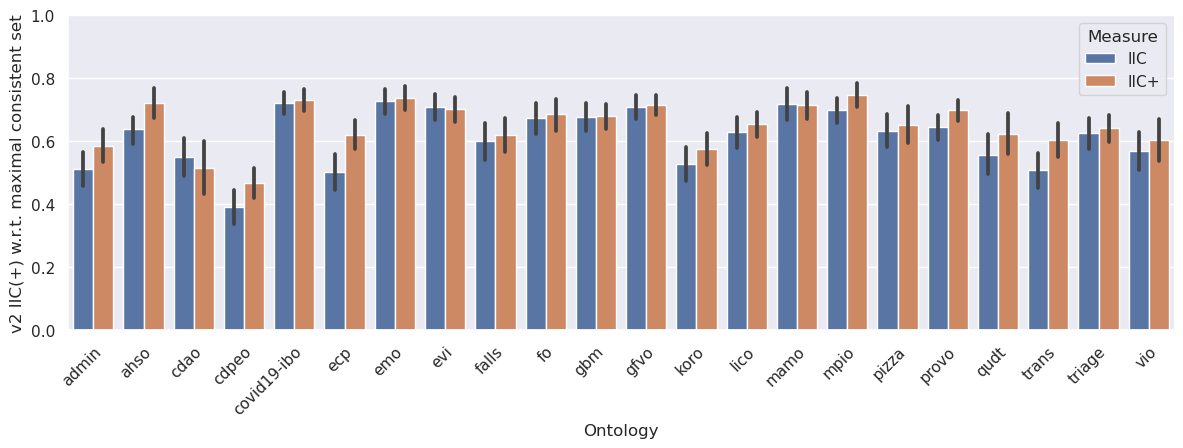 v2 IIC(+) w.r.t. maximal consistent set
1.0
0.8
0.6
0.4
0.2
0.0
Measure
IIC
IIC+
admin
ahso
cdao
cdpeo
covid19-ibo
ecp
emo
evi
falls
fo
gbm
gfvo
koro
lico
mamo
mpio
pizza
provo
qudt
trans
triage
vio
Ontology